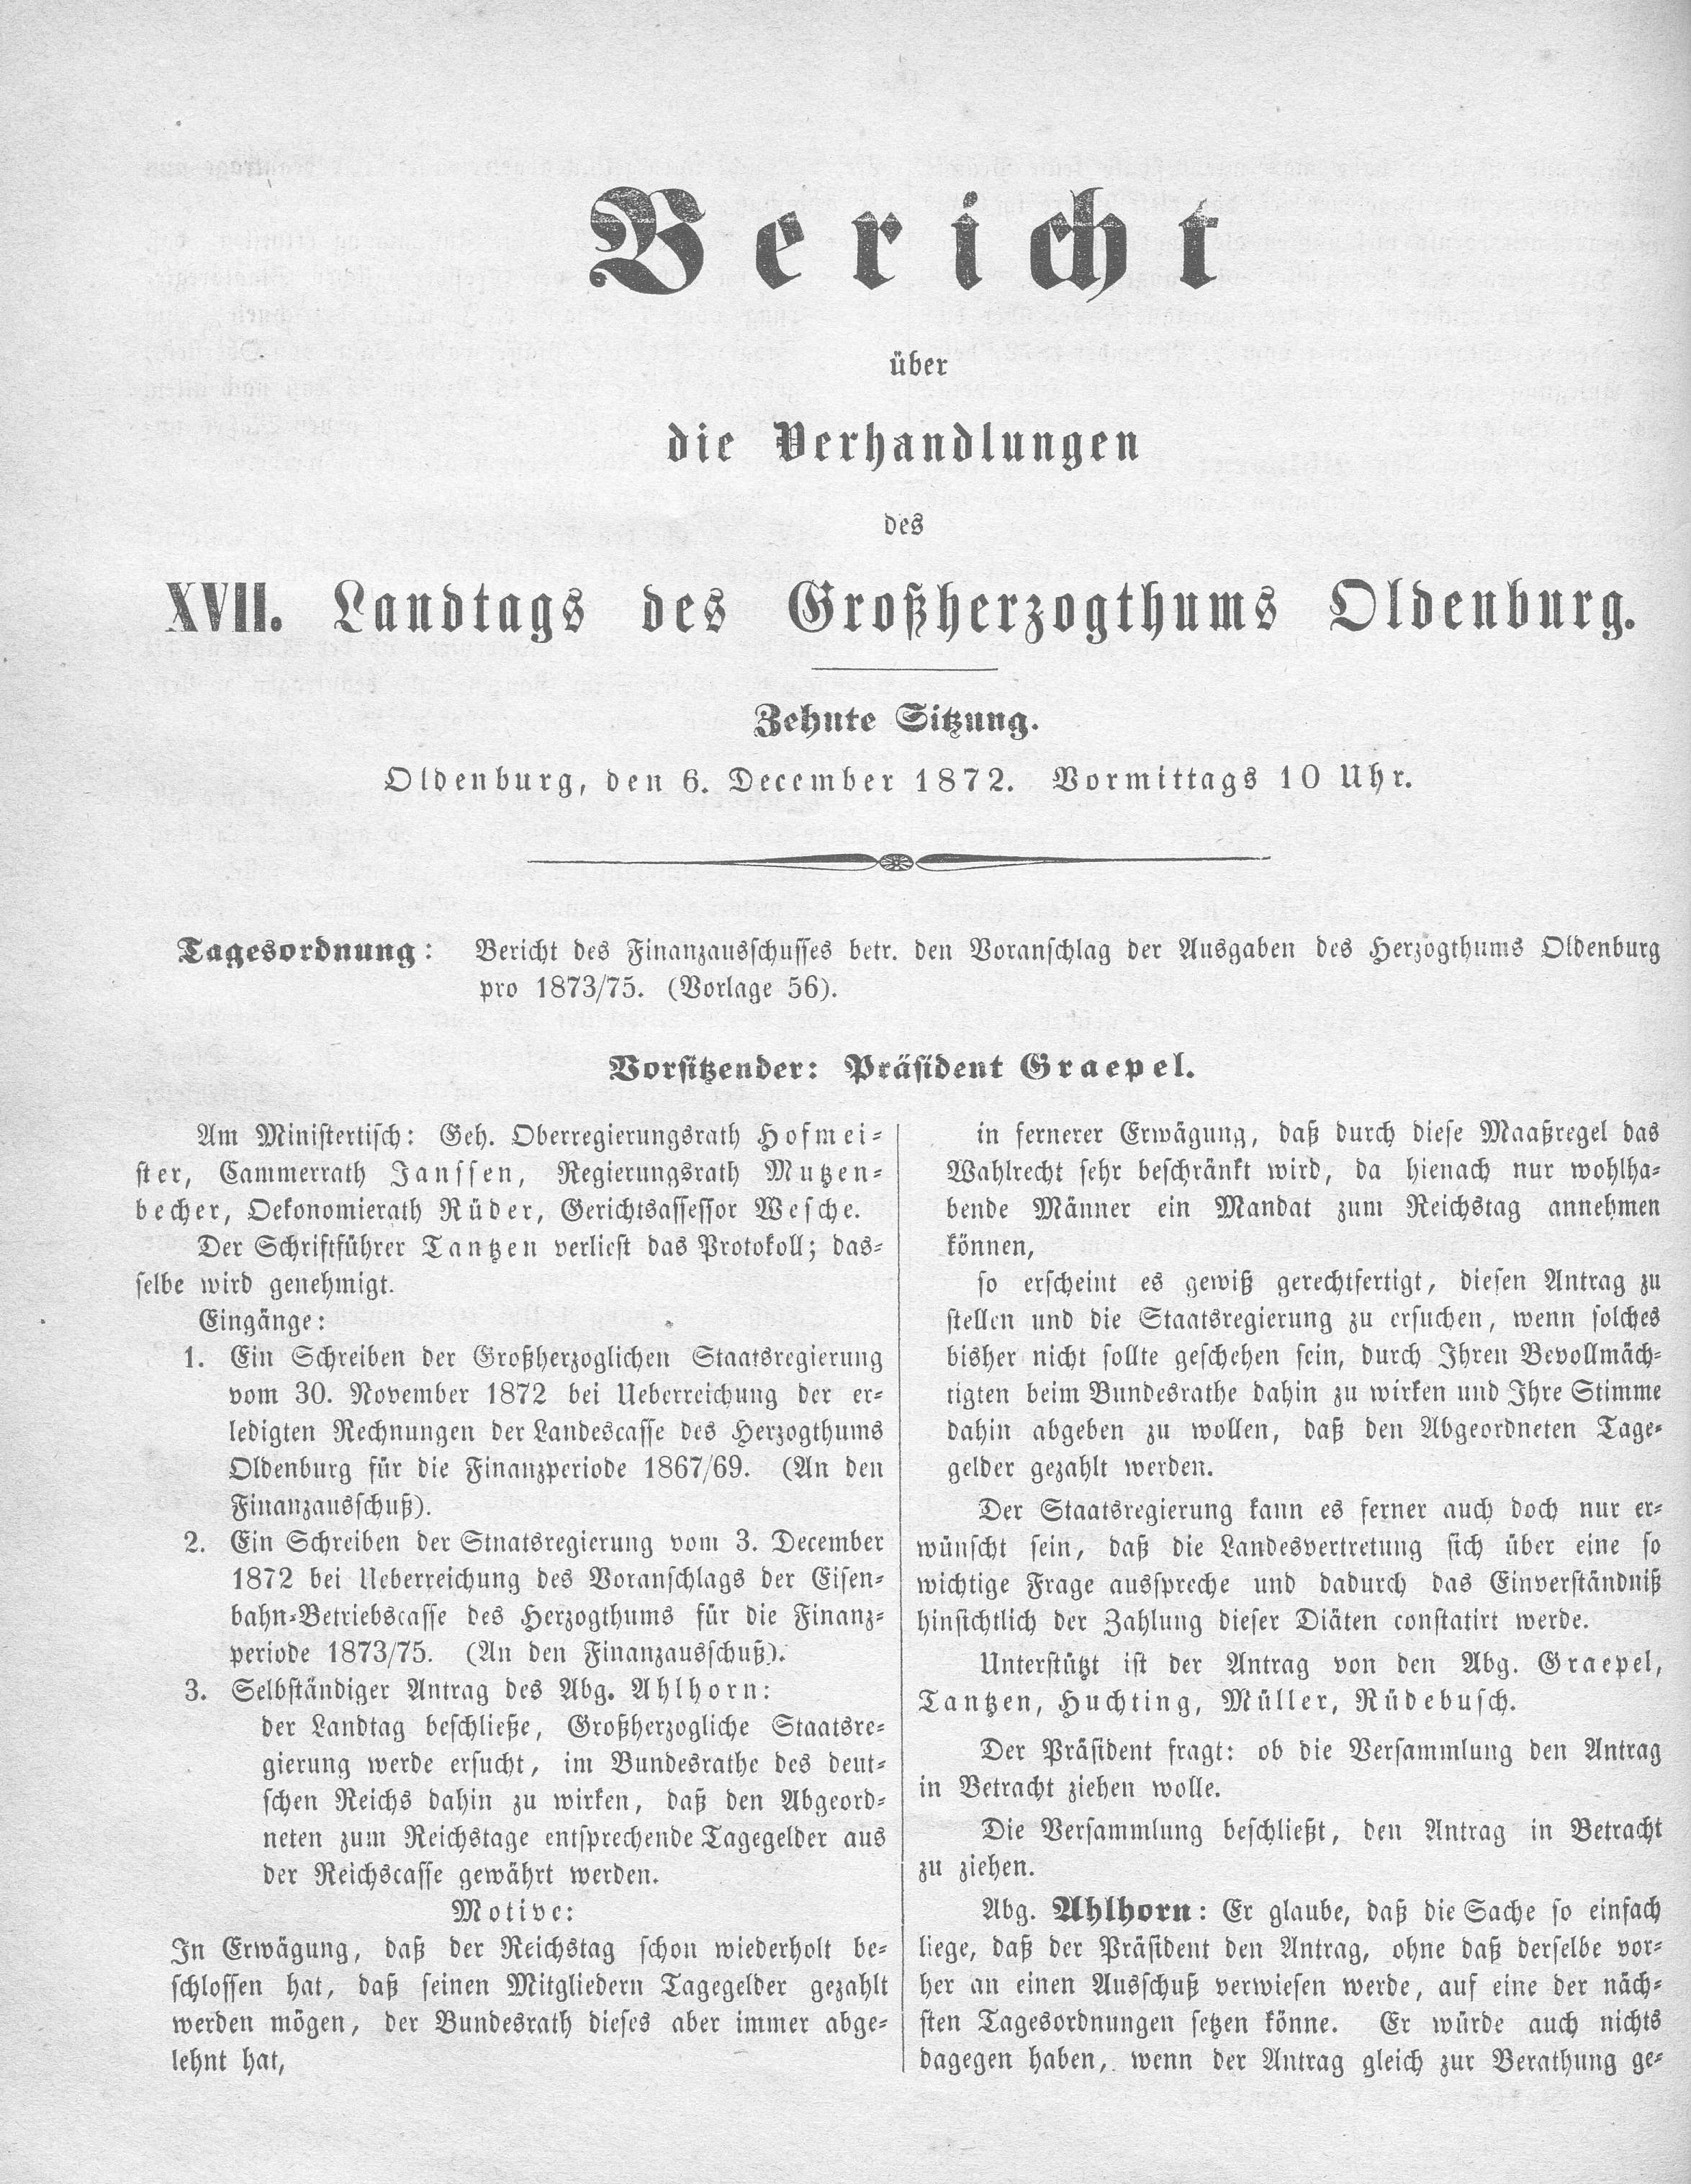 Bericht
über
die Verhandlungen
des
XVII. Landtags des Großherzogthums Oldenburg.
Zehnte Sitzung.
Oldenburg, den 6. December 1872. Vormittags 10 Uhr.
Tagesordnung: Bericht des Finanzausschusses betr. den Voranschlag der Ausgaben des Herzogthums Oldenburg
pro 1873/75. (Vorlage 56).
Vorsitzender: Präsident Graepel.
Am Ministertisch: Geh. Oberregierungsrath Hofmei-
ster, Cammerrath Janssen, Regierungsrath Mutzen-
becher, Oekonomierath Rüder, Gerichtsassessor Wesche.
Der Schriftführer Tantzen verliest das Protokoll; das-
selbe wird genehmigt.
Eingänge:
1. Ein Schreiben der Großherzoglichen Staatsregierung
vom 30. November 1872 bei Ueberreichung der er-
ledigten Rechnungen der Landescasse des Herzogthums
Oldenburg für die Finanzperiode 1867/69. (An den
Finanzausschuß).
2. Ein Schreiben der Stnatsregierung vom 3. December
1872 bei Ueberreichung des Voranschlags der Eisen-
bahn-Betriebscasse des Herzogthums für die Finanz-
periode 1873/75. (An den Finanzausschuß).
3. Selbständiger Antrag des Abg. Ahlhorn:
der Landtag beschließe, Großherzogliche Staatsre-
gierung werde ersucht, im Bundesrathe des deut-
schen Reichs dahin zu wirken, daß den Abgeord-
neten zum Reichstage entsprechende Tagegelder aus
der Reichscasse gewährt werden.
Motive:
In Erwägung, daß der Reichstag schon wiederholt be-
schlossen hat, daß seinen Mitgliedern Tagegelder gezahlt
werden mögen, der Bundesrath dieses aber immer abge-
lehnt hat,
in fernerer Erwägung, daß durch diese Maaßregel das
Wahlrecht sehr beschränkt wird, da hienach nur wohlha-
bende Männer ein Mandat zum Reichstag annehmen
können,
so erscheint es gewiß gerechtfertigt, diesen Antrag zu
stellen und die Staatsregierung zu ersuchen, wenn solches
bisher nicht sollte geschehen sein, durch Ihren Bevollmäch-
tigten beim Bundesrathe dahin zu wirken und Ihre Stimme
dahin abgeben zu wollen, daß den Abgeordneten Tage-
gelder gezahlt werden.
Der Staatsregierung kann es ferner auch doch nur er-
wünscht sein, daß die Landesvertretung sich über eine so
wichtige Frage ausspreche und dadurch das Einverständniß
hinsichtlich der Zahlung dieser Diäten constatirt werde.
Unterstützt ist der Antrag von den Abg. Graepel,
Tantzen, Huchting, Müller, Rüdebusch.
Der Präsident fragt: ob die Versammlung den Antrag
in Betracht ziehen wolle.
Die Versammlung beschließt, den Antrag in Betracht
zu ziehen.
Abg. Ahlhorn: Er glaube, daß die Sache so einfach
liege, daß der Präsident den Antrag, ohne daß derselbe vor-
her an einen Ausschuß verwiesen werde, auf eine der näch-
sten Tagesordnungen setzen könne. Er würde auch nichts
dagegen haben, wenn der Antrag gleich zur Berathung ge-